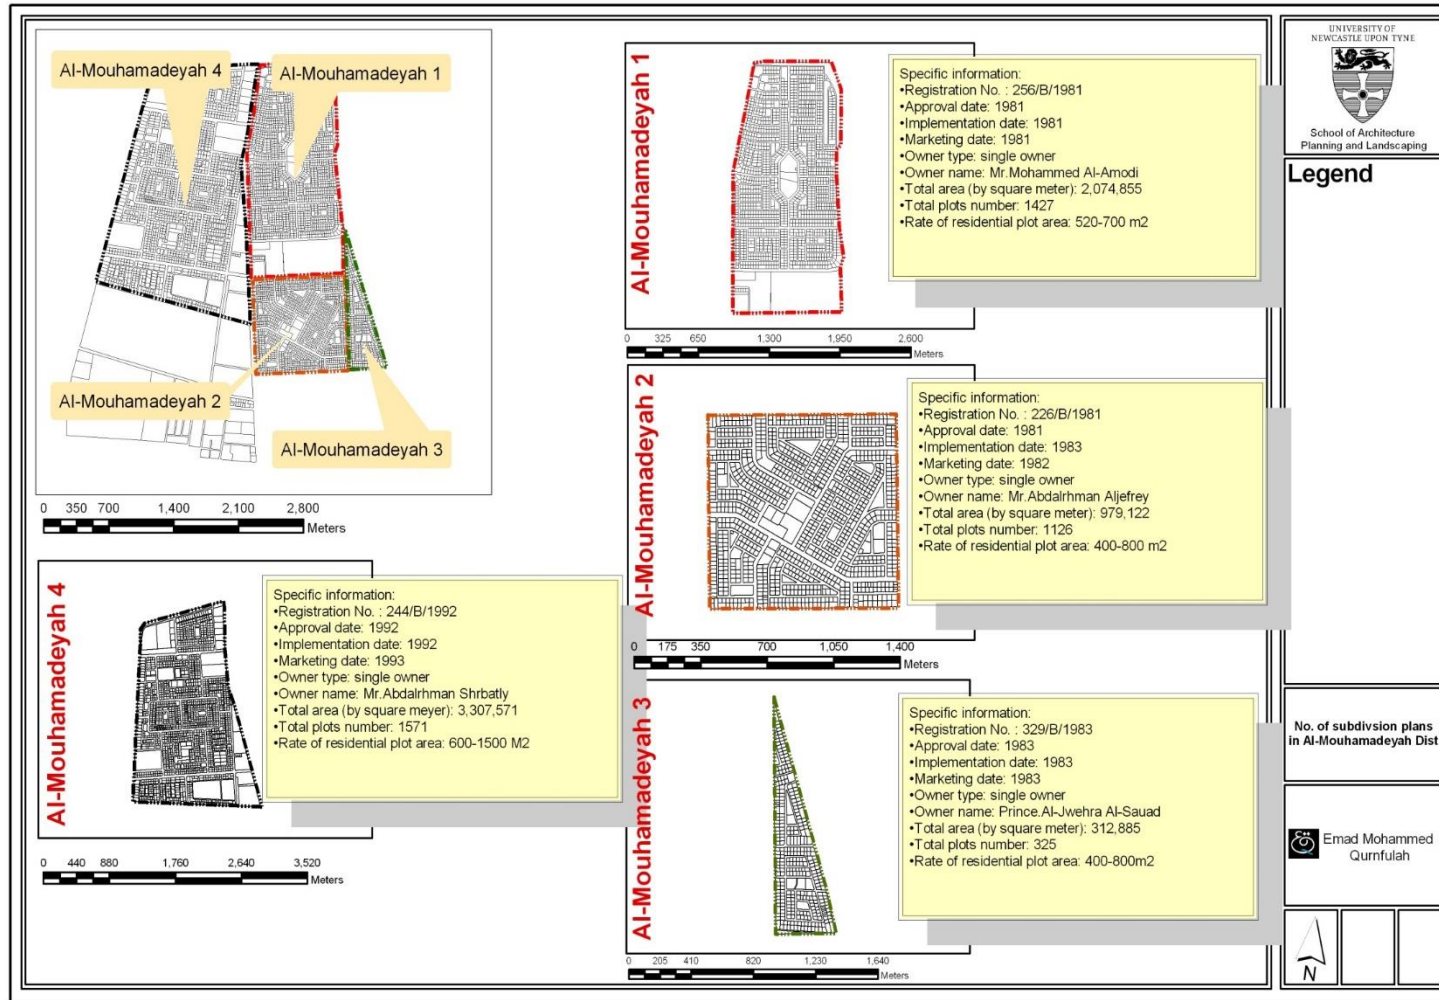 Al-Mouhamadeyah 4
Al-Mouhamadeyah 1
Al-Mouhamadeyah 2
Al-Mouhamadeyah 3
0 350 700 1,400 2,100 2,800
Meters
Al-Mouhamadeyah 1
Specific information:
•Registration No. : 256/B/1981
•Approval date: 1981
•Implementation date: 1981
•Marketing date: 1981
•Owner type: single owner
•Owner name: Mr.Mohammed Al-Amodi
•Total area (by square meter): 2,074,855
•Total plots number: 1427
•Rate of residential plot area: 520-700 m2
0 325 650 1,300 1,950 2,600
Meters
Al-Mouhamadeyah 2
Specific information:
•Registration No. : 226/B/1981
•Approval date: 1981
•Implementation date: 1983
•Marketing date: 1982
•Owner type: single owner
•Owner name: Mr.Abdalrhman Aljefrey
•Total area (by square meter): 979,122
•Total plots number: 1126
•Rate of residential plot area: 400-800 m2
0 175 350 700 1,050 1,400
Meters
Al-Mouhamadeyah 4
Specific information:
•Registration No. : 244/B/1992
•Approval date: 1992
•Implementation date: 1992
•Marketing date: 1993
•Owner type: single owner
•Owner name: Mr.Abdalrhman Shrbatly
•Total area (by square meyer): 3,307,571
•Total plots number: 1571
•Rate of residential plot area: 600-1500 M2
0 440 880 1,760 2,640 3,520
Meters
Al-Mouhamadeyah 3
Specific information:
•Registration No. : 329/B/1983
•Approval date: 1983
•Implementation date: 1983
•Marketing date: 1983
•Owner type: single owner
•Owner name: Prince.Al-Jwehra Al-Sauad
•Total area (by square meter): 312,885
•Total plots number: 325
•Rate of residential plot area: 400-800m2
0 205 410 820 1,230 1,640
Meters
UNIVERSITY OF
NEWCASTLE UPON TYNE
School of Architecture
Planning and Landscaping
Legend
No. of subdivsion plans
in Al-Mouhamadeyah Dist
Emad Mohammed
Qurnfulah
N